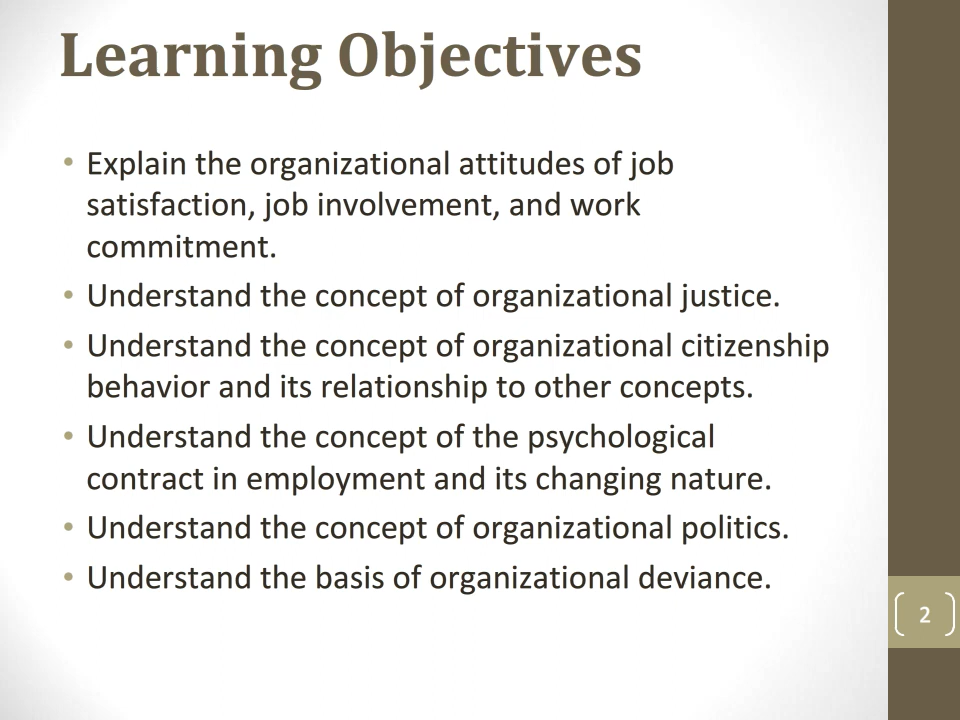 Learning Objectives
• Explain the organizational attitudes of job
satisfaction, job involvement, and work
commitment.
• Understand the concept of organizational justice.
• Understand the concept of organizational citizenship
behavior and its relationship to other concepts.
• Understand the concept of the psychological
contract in employment and its changing nature.
• Understand the concept of organizational politics.
• Understand the basis of organizational deviance.
2